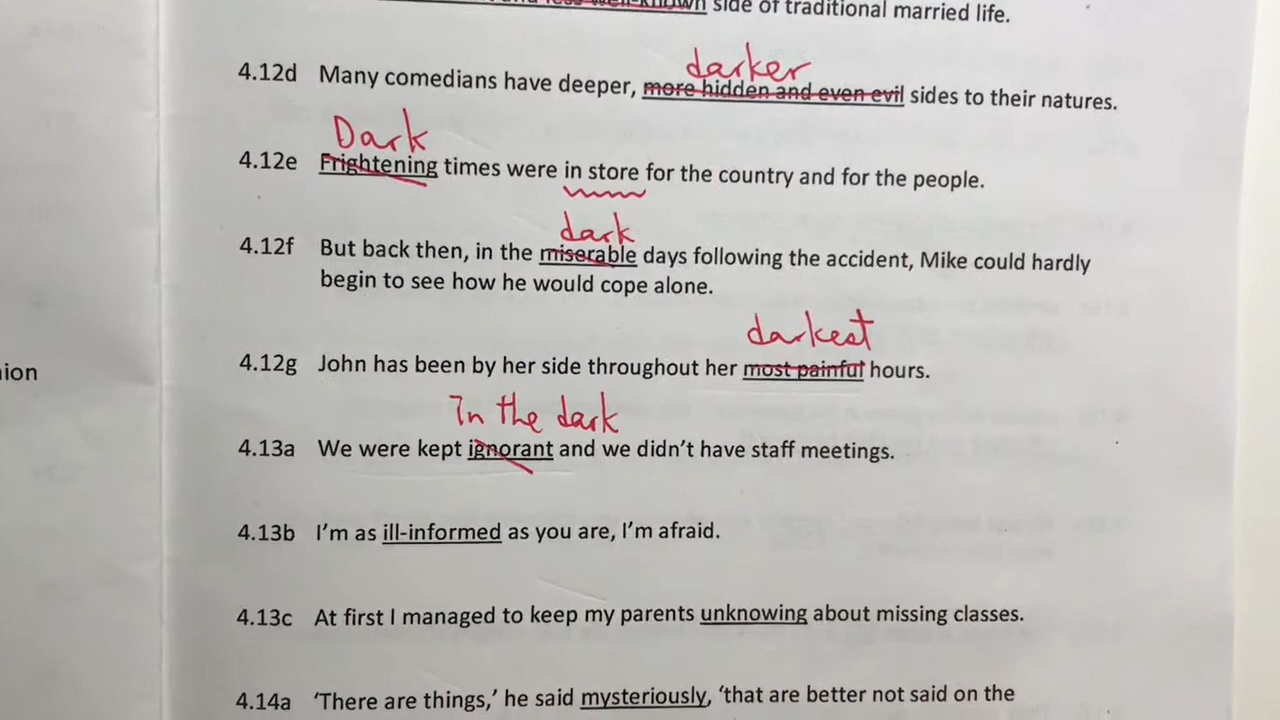 well-known side of traditional married life.
darker
4.12d Many comedians have deeper, more hidden and even evil sides to their natures.
Dark
4.12e Frightening times were in store for the country and for the people.
dark
4.12f But back then, in the miserable days following the accident, Mike could hardly
begin to see how he would cope alone.
darkest
4.12g John has been by her side throughout her most painful hours.
nion
In the dark
4.13a We were kept ignorant and we didn't have staff meetings.
4.13b I'm as ill-informed as you are, I'm afraid.
4.13c At first I managed to keep my parents unknowing about missing classes.
4.14a 'There are things,' he said mysteriously, 'that are better not said on the